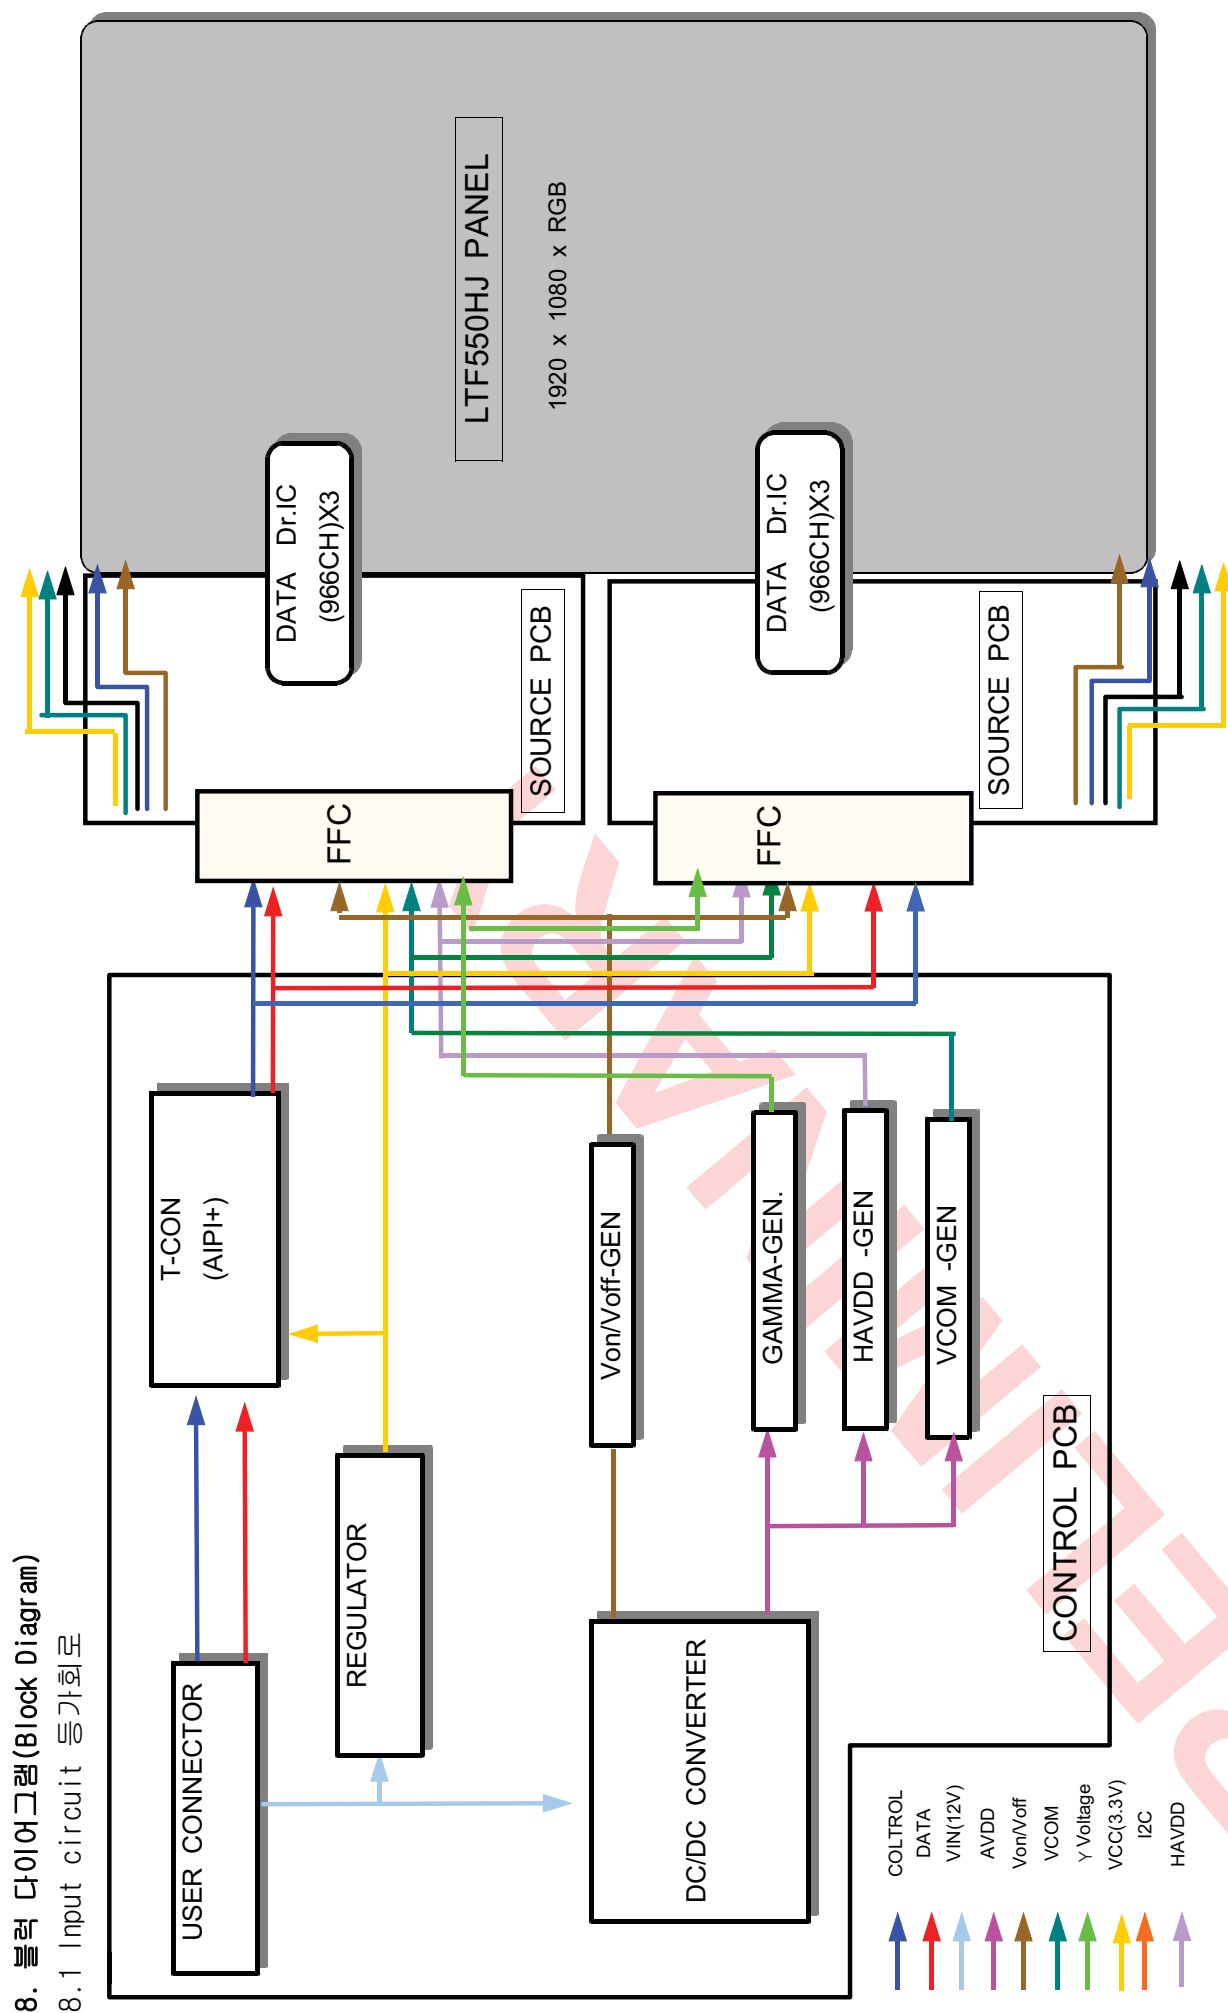 8. 블럭 다이어그램(Block Diagram)
8.1 Input circuit 등가회로
USER CONNECTOR
T-CON
(AIPI+)
REGULATOR
DC/DC CONVERTER
Von/Voff-GEN
GAMMA-GEN.
HAVDD -GEN
VCOM -GEN
CONTROL PCB
FFC
FFC
SOURCE PCB
SOURCE PCB
DATA Dr.IC
(966CH)X3
DATA Dr.IC
(966CH)X3
LTF550HJ PANEL
1920 x 1080 x RGB
COLTROL
DATA
VIN(12V)
AVDD
Von/Voff
VCOM
γ Voltage
VCC(3.3V)
I2C
HAVDD